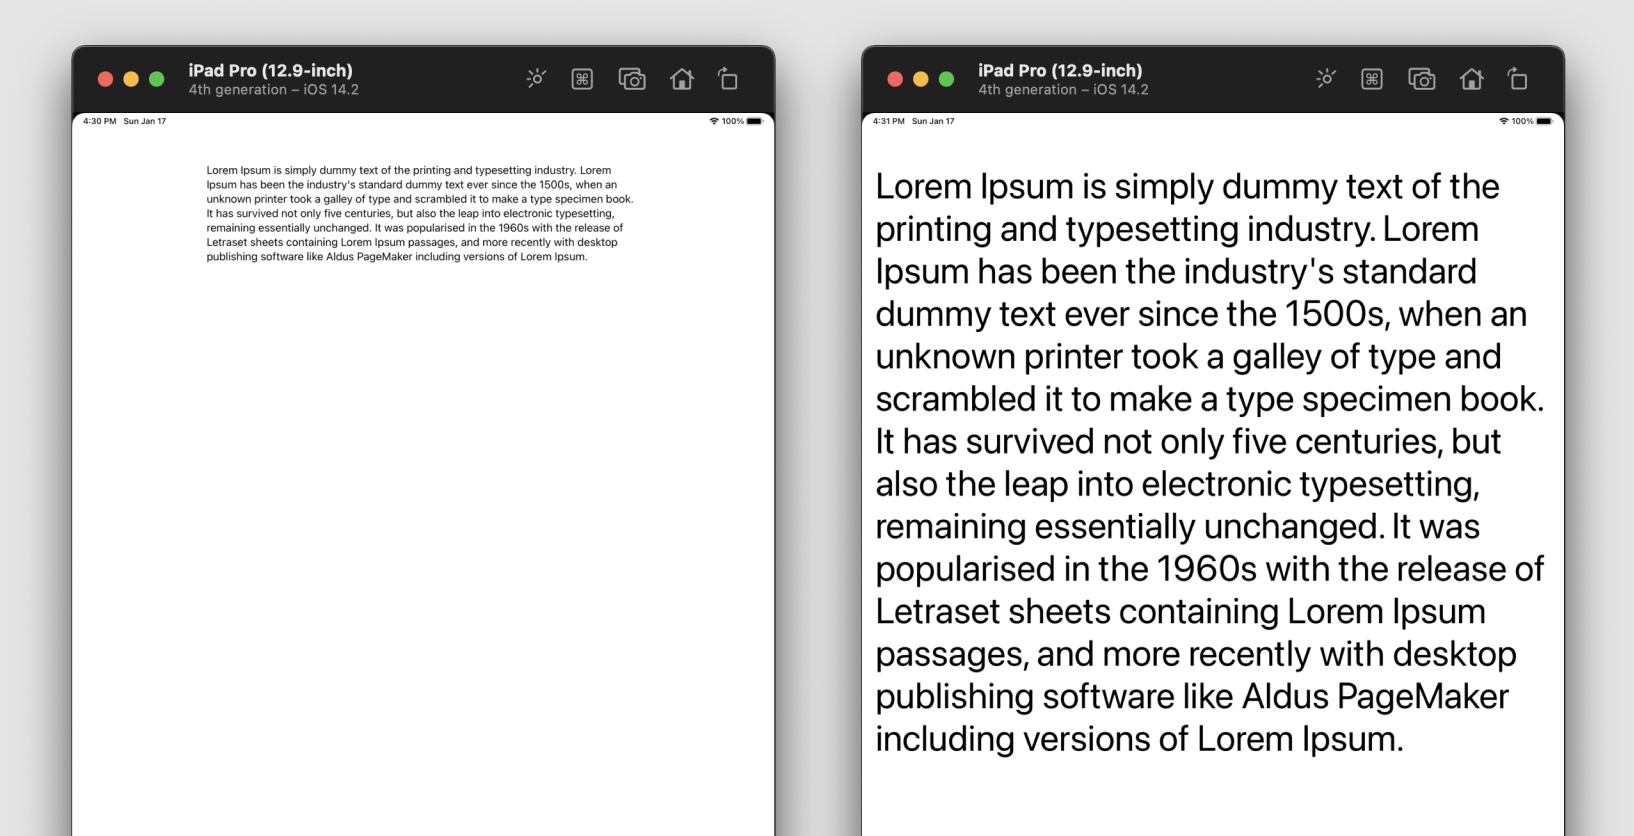 iPad Pro (12.9-inch)
4th generation – iOS 14.2
4:30 PM Sun Jan 17
100%
Lorem Ipsum is simply dummy text of the printing and typesetting industry. Lorem
Ipsum has been the industry's standard dummy text ever since the 1500s, when an
unknown printer took a galley of type and scrambled it to make a type specimen book.
It has survived not only five centuries, but also the leap into electronic typesetting,
remaining essentially unchanged. It was popularised in the 1960s with the release of
Letraset sheets containing Lorem Ipsum passages, and more recently with desktop
publishing software like Aldus PageMaker including versions of Lorem Ipsum.
iPad Pro (12.9-inch)
4th generation – iOS 14.2
4:31 PM Sun Jan 17
100%
Lorem Ipsum is simply dummy text of the
printing and typesetting industry. Lorem
Ipsum has been the industry's standard
dummy text ever since the 1500s, when an
unknown printer took a galley of type and
scrambled it to make a type specimen book.
It has survived not only five centuries, but
also the leap into electronic typesetting,
remaining essentially unchanged. It was
popularised in the 1960s with the release of
Letraset sheets containing Lorem Ipsum
passages, and more recently with desktop
publishing software like Aldus PageMaker
including versions of Lorem Ipsum.